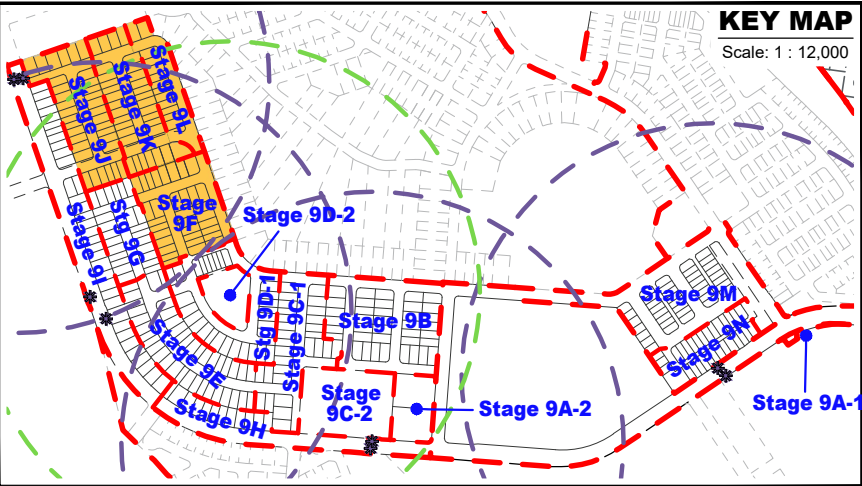 KEY MAP
Scale: 1 : 12,000
Stage 9L
Stage 9K
Stage 9J
Stage
9F
Stage 9D-2
Stg 9G
Stage 9I
Stg 9D-1
Stage 9C-1
Stage 9B
Stage 9M
Stage 9N
Stage 9E
Stage 9H
Stage
9C-2
Stage 9A-2
Stage 9A-1